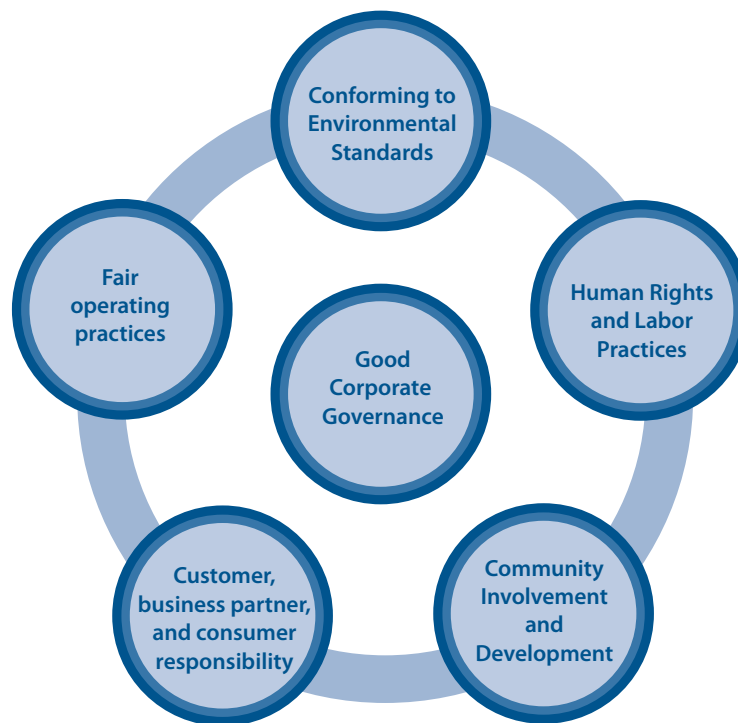 Conforming to
Environmental
Standards
Fair
operating
practices
Human Rights
and Labor
Practices
Good
Corporate
Governance
Customer,
business partner,
and consumer
responsibility
Community
Involvement
and
Development